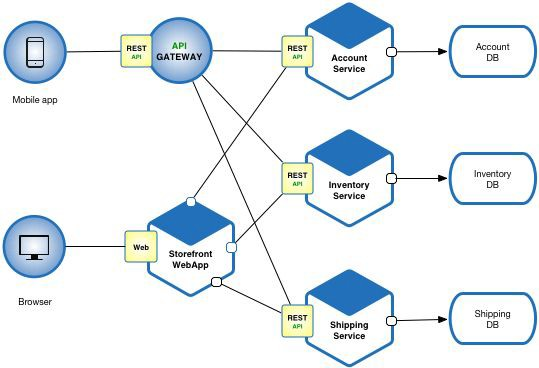 REST
API
API
GATEWAY
REST
API
Account
Service
Account
DB
Mobile app
REST
API
Inventory
Service
Inventory
DB
Web
Storefront
WebApp
Browser
REST
API
Shipping
Service
Shipping
DB